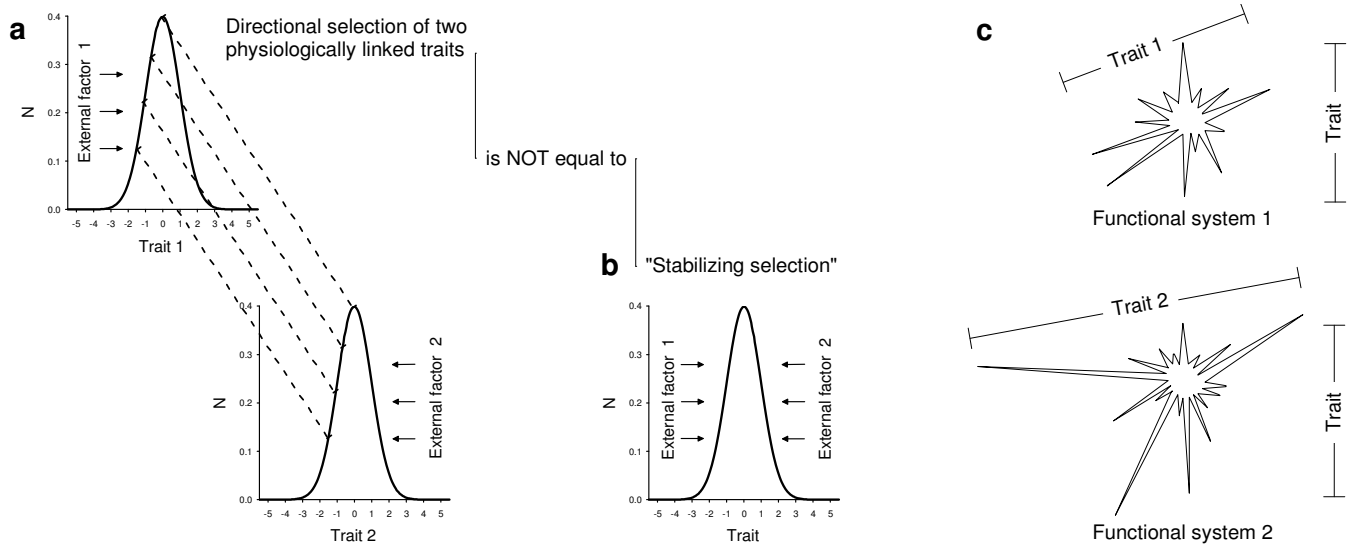 a
Directional selection of two
physiologically linked traits
0.4
0.3
0.2
0.1
0.0
N
External factor 1
-5 -4 -3 -2 -1 0 1 2 3 4 5
Trait 1
is NOT equal to
0.4
0.3
0.2
0.1
0.0
N
External factor 2
-5 -4 -3 -2 -1 0 1 2 3 4 5
Trait 2
b
"Stabilizing selection"
0.4
0.3
0.2
0.1
0.0
N
External factor 1
External factor 2
-5 -4 -3 -2 -1 0 1 2 3 4 5
Trait
c
Trait 1
Trait
Functional system 1
Trait 2
Trait
Functional system 2